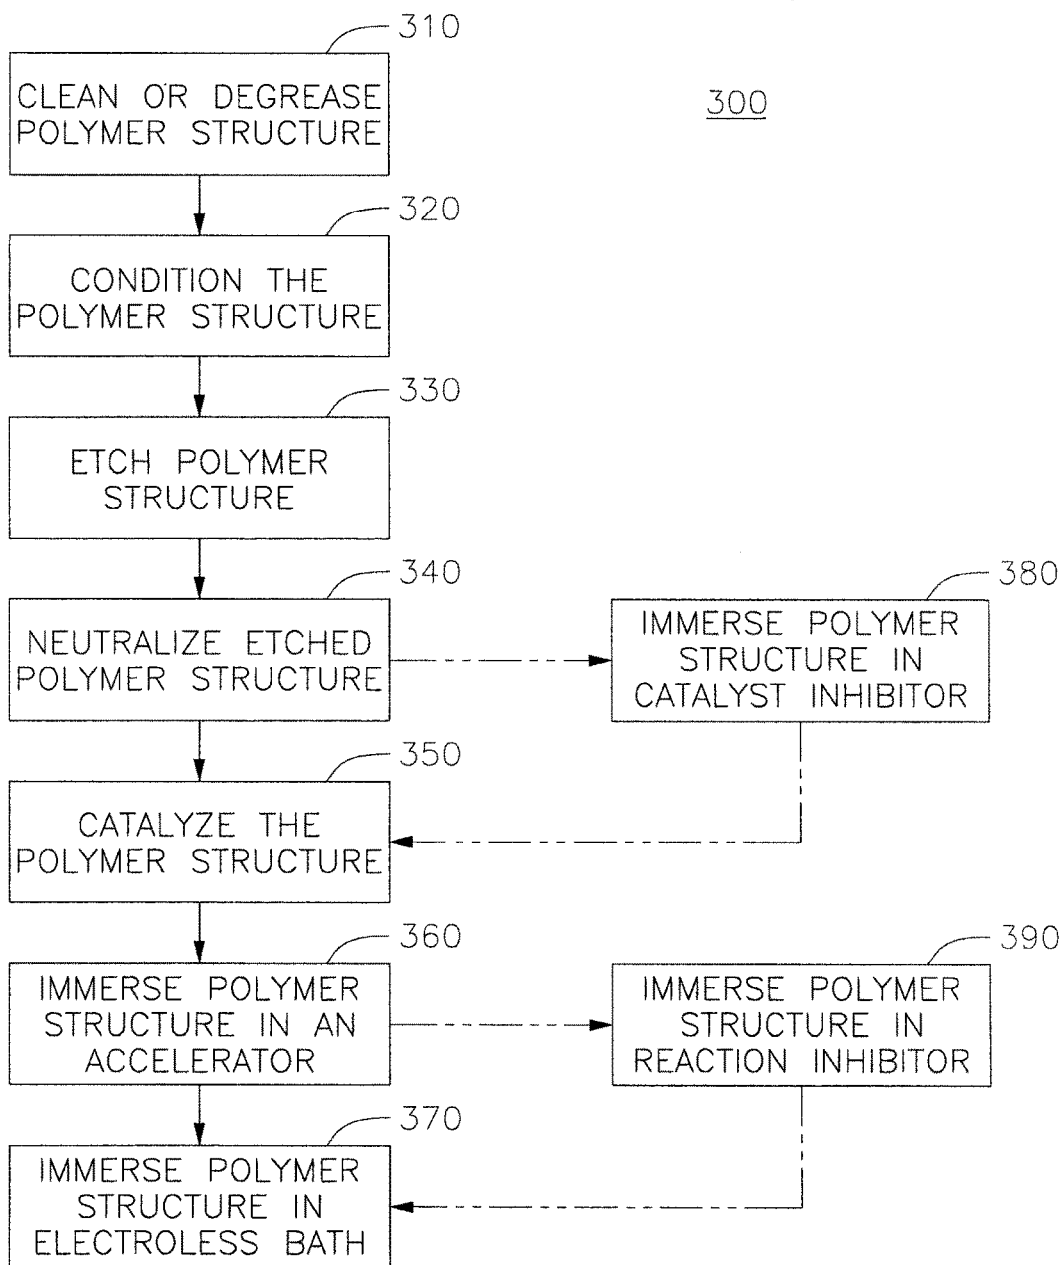 310
CLEAN OR DEGREASE
POLYMER STRUCTURE
300
320
CONDITION THE
POLYMER STRUCTURE
330
ETCH POLYMER
STRUCTURE
340
NEUTRALIZE ETCHED
POLYMER STRUCTURE
380
IMMERSE POLYMER
STRUCTURE IN
CATALYST INHIBITOR
350
CATALYZE THE
POLYMER STRUCTURE
360
IMMERSE POLYMER
STRUCTURE IN AN
ACCELERATOR
390
IMMERSE POLYMER
STRUCTURE IN
REACTION INHIBITOR
370
IMMERSE POLYMER
STRUCTURE IN
ELECTROLESS BATH